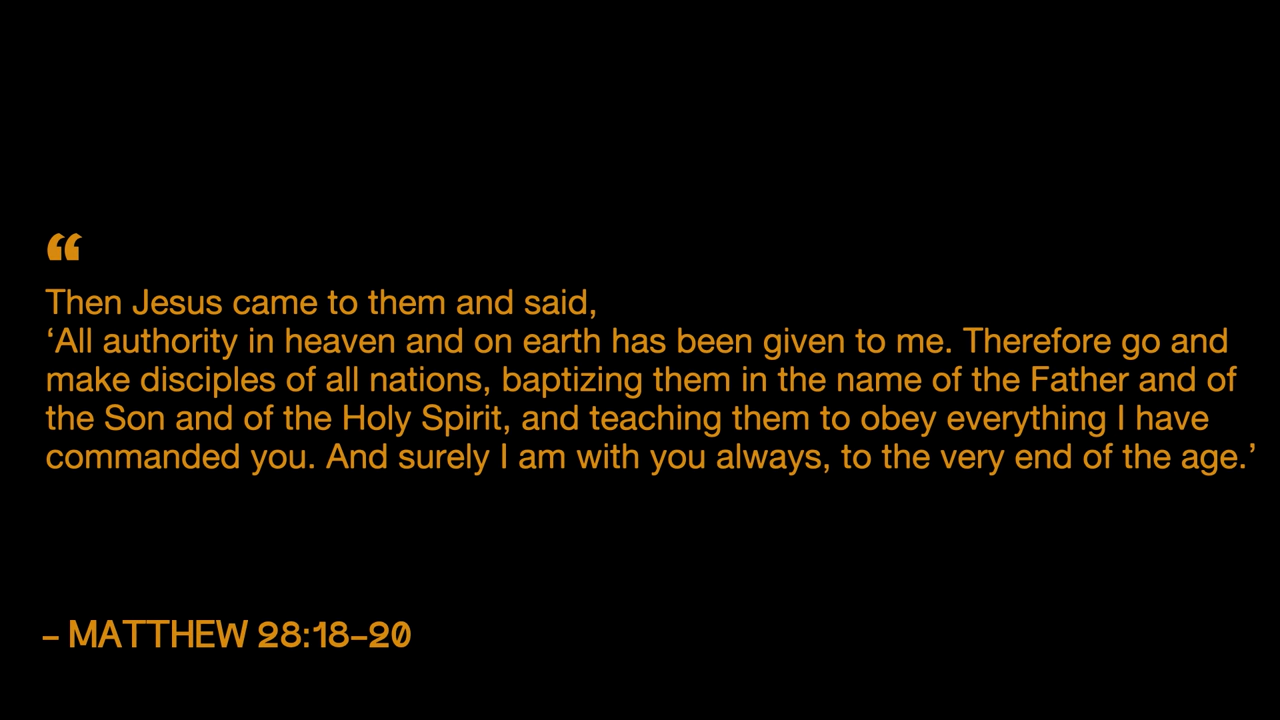 “
Then Jesus came to them and said,
‘All authority in heaven and on earth has been given to me. Therefore go and
make disciples of all nations, baptizing them in the name of the Father and of
the Son and of the Holy Spirit, and teaching them to obey everything I have
commanded you. And surely I am with you always, to the very end of the age.’
– MATTHEW 28:18–20